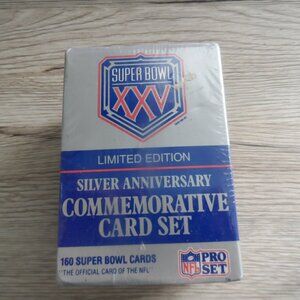 SUPER BOWL
XXV
LIMITED EDITION
SILVER ANNIVERSARY
COMMEMORATIVE
CARD SET
160 SUPER BOWL CARDS
"THE OFFICIAL CARD OF THE NFL"
NFL
PRO
SET